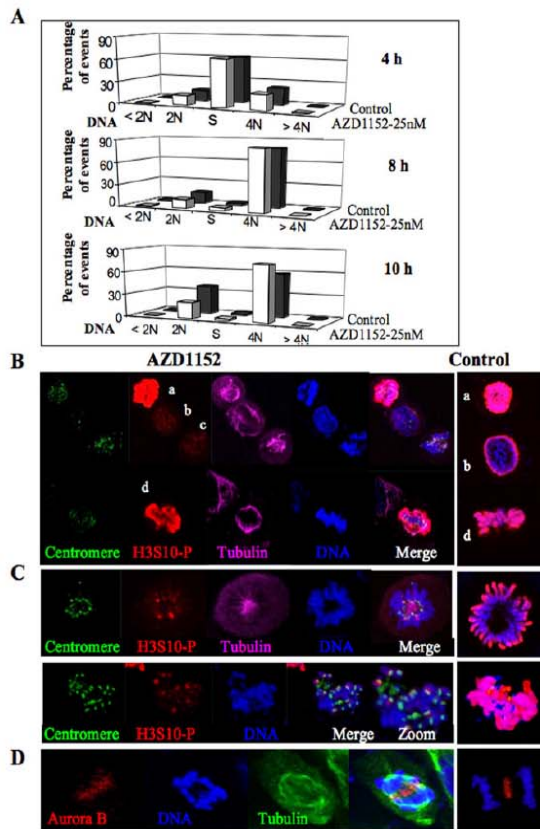 A
Percentage of events
90
60
30
0
4 h
DNA
< 2N
2N
S
4N
> 4N
Control
AZD1152-25nM
Percentage of events
90
60
30
0
8 h
DNA
< 2N
2N
S
4N
> 4N
Control
AZD1152-25nM
Percentage of events
90
60
30
0
10 h
DNA
< 2N
2N
S
4N
> 4N
Control
AZD1152-25nM
AZD1152
Control
B
a
b
c
d
Centromere
H3S10-P
Tubulin
DNA
Merge
a
b
d
C
Centromere
H3S10-P
Tubulin
DNA
Merge
Centromere
H3S10-P
DNA
Merge
Zoom
D
Aurora B
DNA
Tubulin